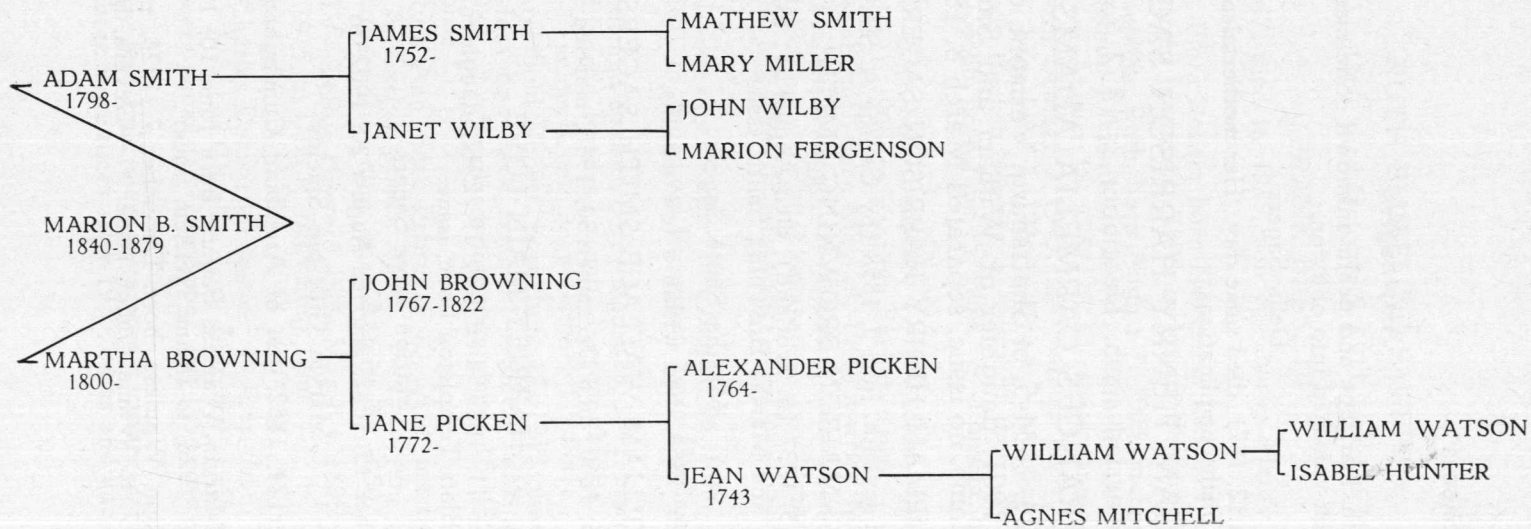 MATHEW SMITH
JAMES SMITH
1752-
MARY MILLER
ADAM SMITH
1798-
JOHN WILBY
JANET WILBY
MARION FERGENSON
MARION B. SMITH
1840-1879
JOHN BROWNING
1767-1822
MARTHA BROWNING
1800-
ALEXANDER PICKEN
1764-
JANE PICKEN
1772-
WILLIAM WATSON
WILLIAM WATSON
JEAN WATSON
1743
ISABEL HUNTER
AGNES MITCHELL